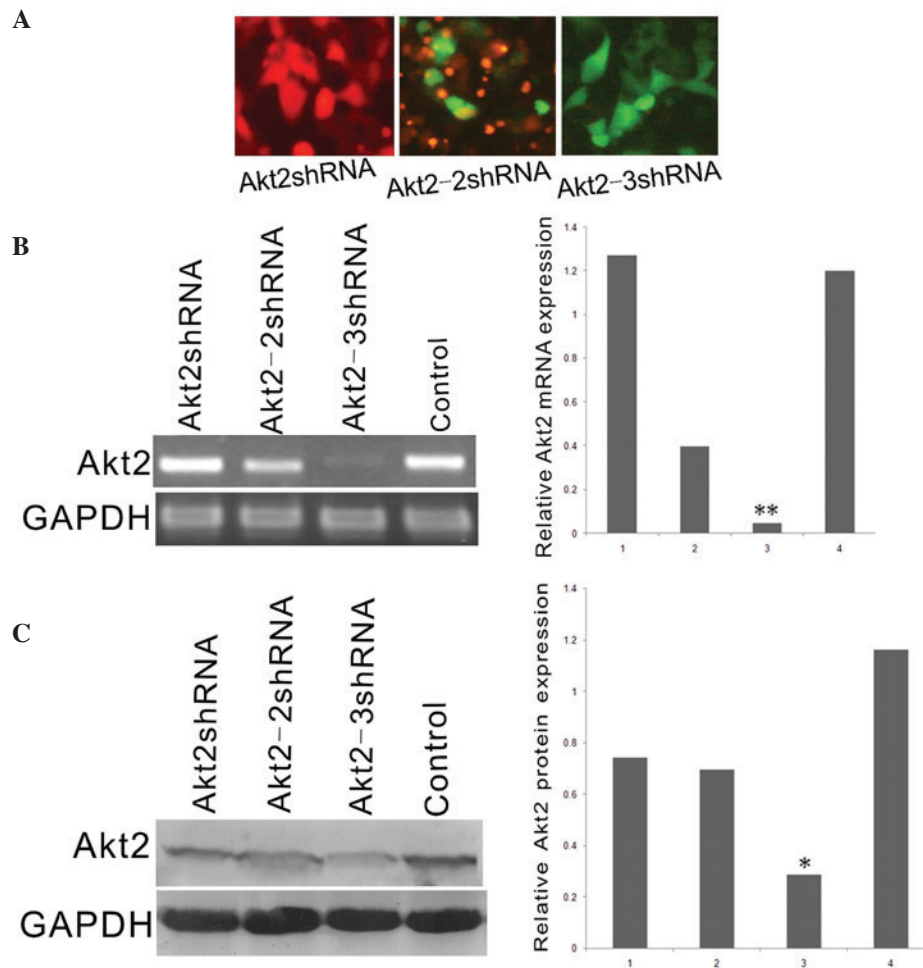 A
Akt2shRNA
Akt2-2shRNA
Akt2-3shRNA
B
Akt2shRNA
Akt2-2shRNA
Akt2-3shRNA
Control
Akt2
GAPDH
Relative Akt2 mRNA expression
1.4
1.2
1
0.8
0.6
0.4
0.2
0
**
1
2
3
4
C
Akt2shRNA
Akt2-2shRNA
Akt2-3shRNA
Control
Akt2
GAPDH
Relative Akt2 protein expression
1.4
1.2
1
0.8
0.6
0.4
0.2
0
*
1
2
3
4